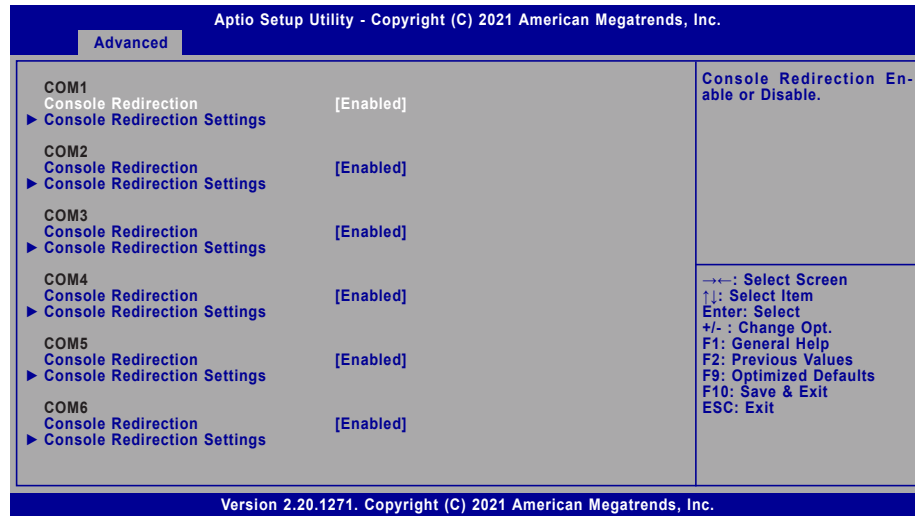 Aptio Setup Utility - Copyright (C) 2021 American Megatrends, Inc.
Advanced
COM1
Console Redirection [Enabled]
► Console Redirection Settings
COM2
Console Redirection [Enabled]
► Console Redirection Settings
COM3
Console Redirection [Enabled]
► Console Redirection Settings
COM4
Console Redirection [Enabled]
► Console Redirection Settings
COM5
Console Redirection [Enabled]
► Console Redirection Settings
COM6
Console Redirection [Enabled]
► Console Redirection Settings
Console Redirection En-
able or Disable.
→←: Select Screen
↑↓: Select Item
Enter: Select
+/- : Change Opt.
F1: General Help
F2: Previous Values
F9: Optimized Defaults
F10: Save & Exit
ESC: Exit
Version 2.20.1271. Copyright (C) 2021 American Megatrends, Inc.